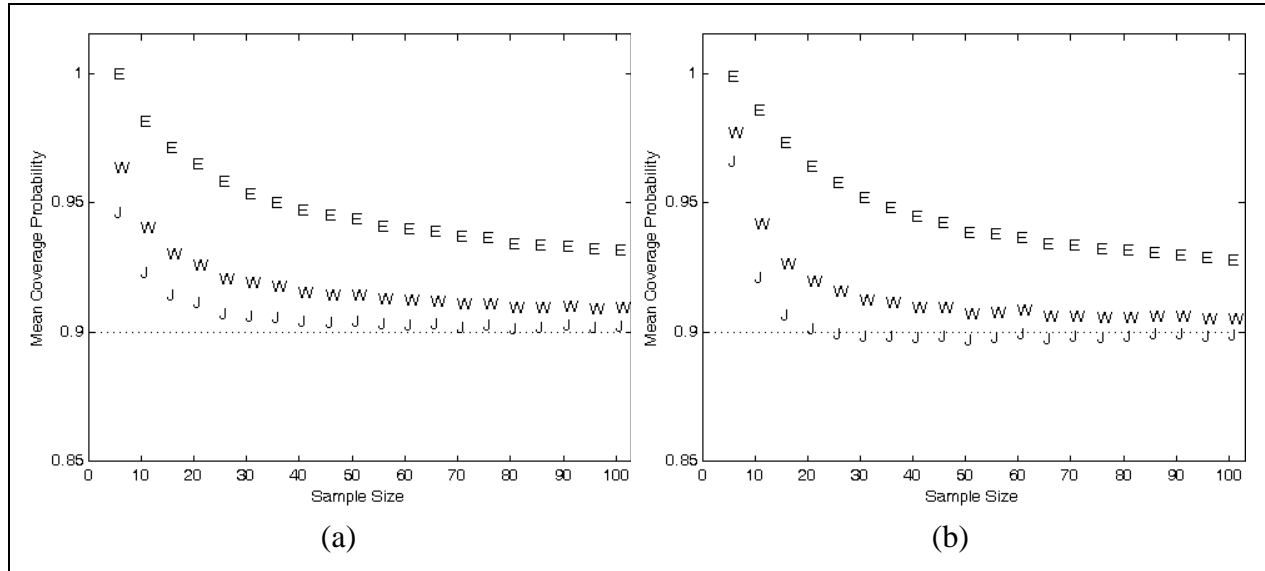 Mean Coverage Probability
1
0.95
0.9
0.85
E E E E E E E E E E E E E E E E E E E E
W W W W W W W W W W W W W W W W W W W W
J J J J J J J J J J J J J J J J J J J J
0 10 20 30 40 50 60 70 80 90 100
Sample Size
(a)
Mean Coverage Probability
1
0.95
0.9
0.85
E E E E E E E E E E E E E E E E E E E E
W W W W W W W W W W W W W W W W W W W W
J J J J J J J J J J J J J J J J J J J J
0 10 20 30 40 50 60 70 80 90 100
Sample Size
(b)